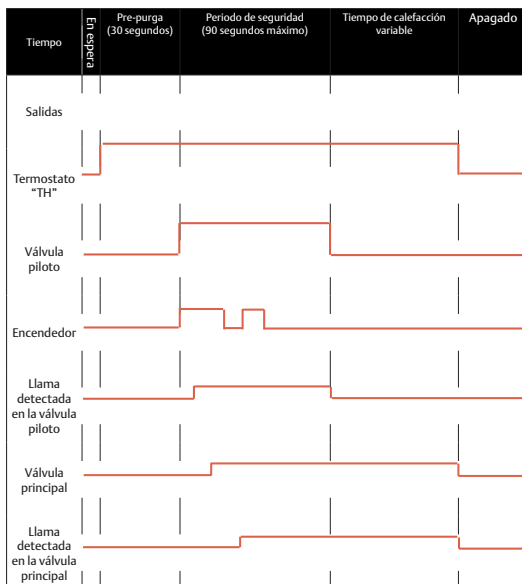 Tiempo
En espera
Pre-purga
(30 segundos)
Periodo de seguridad
(90 segundos máximo)
Tiempo de calefacción
variable
Apagado
Salidas
Termostato
“TH”
Válvula
piloto
Encendedor
Llama
detectada
en la válvula
piloto
Válvula
principal
Llama
detectada
en la válvula
principal